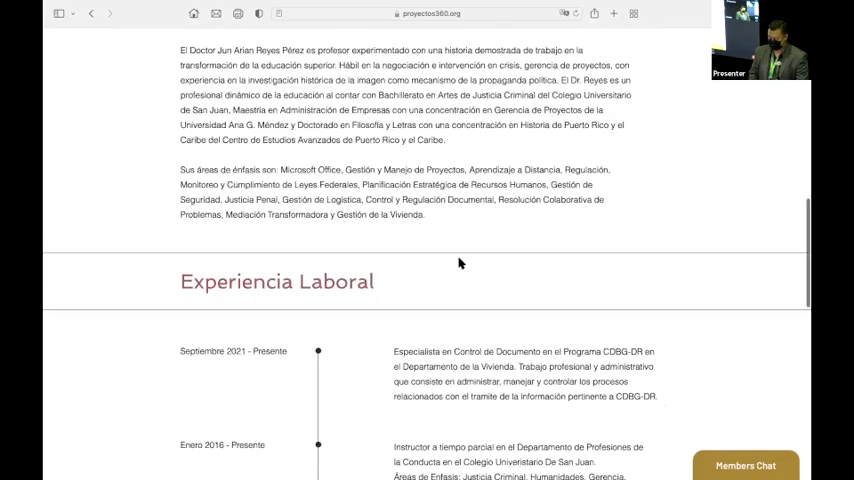 proyectos360.org
Presenter
El Doctor Jun Arian Reyes Pérez es profesor experimentado con una historia demostrada de trabajo en la
transformación de la educación superior. Hábil en la negociación e intervención en crisis, gerencia de proyectos, con
experiencia en la investigación histórica de la imagen como mecanismo de la propaganda política. El Dr. Reyes es un
profesional dinámico de la educación al contar con Bachillerato en Artes de Justicia Criminal del Colegio Universitario
de San Juan, Maestria en Administración de Empresas con una concentración en Gerencia de Proyectos de la
Universidad Ana G. Méndez y Doctorado en Filosofía y Letras con una concentración en Historia de Puerto Rico y el
Caribe del Centro de Estudios Avanzados de Puerto Rico y el Caribe.
Sus áreas de énfasis son: Microsoft Office, Gestión y Manejo de Proyectos, Aprendizaje a Distancia, Regulación,
Monitoreo y Cumplimiento de Leyes Federales, Planificación Estratégica de Recursos Humanos, Gestión de
Seguridad, Justicia Penal, Gestión de Logística, Control y Regulación Documental, Resolución Colaborativa de
Problemas, Mediación Transformadora y Gestión de la Vivienda.
Experiencia Laboral
Septiembre 2021 - Presente
Especialista en Control de Documento en el Programa CDBG-DR en
el Departamento de la Vivienda. Trabajo profesional y administrativo
que consiste en administrar, manejar y controlar los procesos
relacionados con el tramite de la información pertinente a CDBG-DR.
Enero 2016 - Presente
Instructor a tiempo parcial en el Departamento de Profesiones de
la Conducta en el Colegio Univeristario De San Juan.
Áreas de Enfasis: Justicia Criminal, Humanidades, Gerencia,
Members Chat